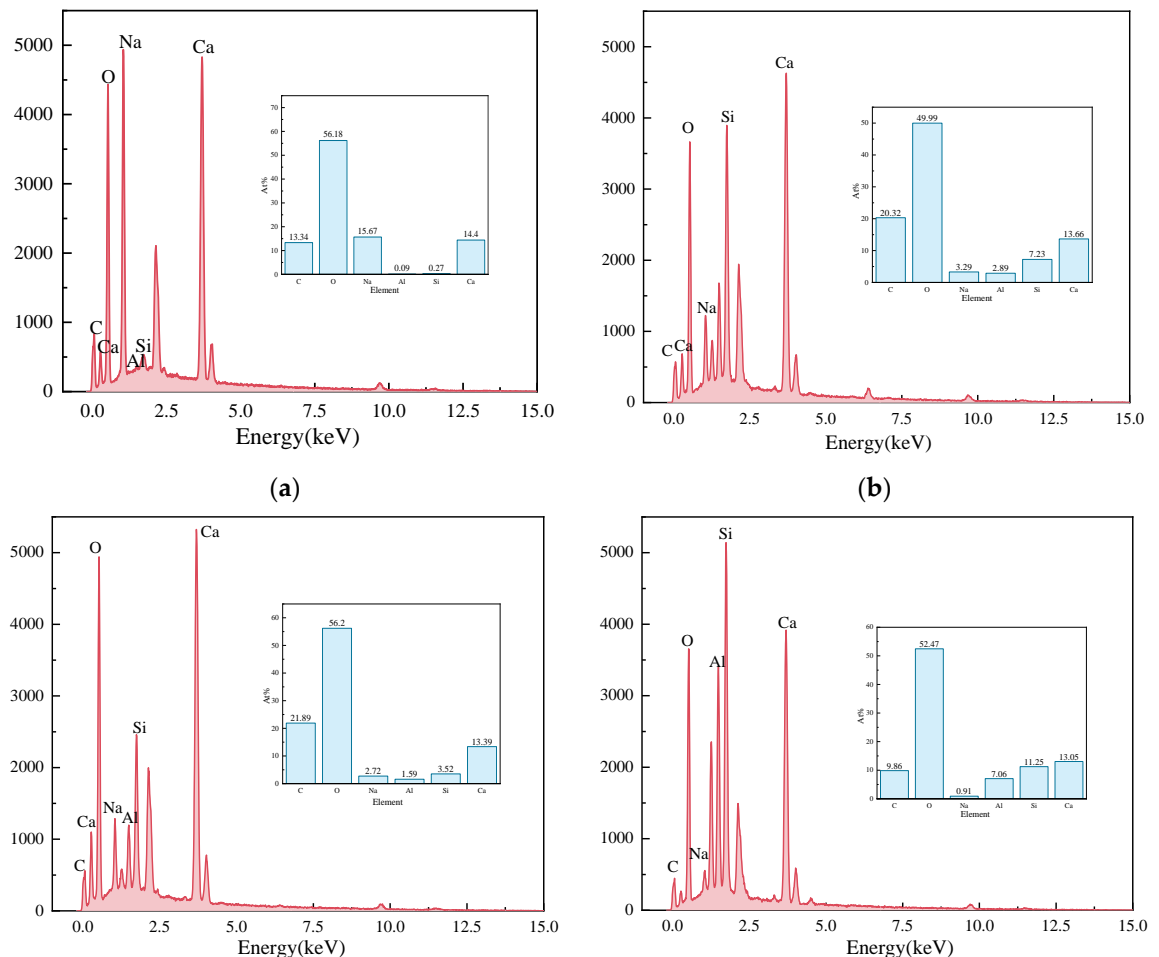 Na
Ca
O
C
Ca
Al
Si
5000
4000
3000
2000
1000
0
0.0 2.5 5.0 7.5 10.0 12.5 15.0
Energy(keV)
At%
70
60
50
40
30
20
10
0
13.34
56.18
15.67
0.09
0.27
14.4
C O Na Al Si Ca
Element
(a)
Ca
Si
O
Na
C
Ca
5000
4000
3000
2000
1000
0
0.0 2.5 5.0 7.5 10.0 12.5 15.0
Energy(keV)
At%
50
40
30
20
10
0
20.32
49.99
3.29
2.89
7.23
13.66
C O Na Al Si Ca
Element
(b)
Ca
O
Si
Na
Al
Ca
C
5000
4000
3000
2000
1000
0
0.0 2.5 5.0 7.5 10.0 12.5 15.0
Energy(keV)
At%
60
50
40
30
20
10
0
21.89
56.2
2.72
1.59
3.52
13.39
C O Na Al Si Ca
Element
Si
Ca
O
Al
Na
C
5000
4000
3000
2000
1000
0
0.0 2.5 5.0 7.5 10.0 12.5 15.0
Energy(keV)
At%
60
50
40
30
20
10
0
9.86
52.47
0.91
7.06
11.25
13.05
C O Na Al Si Ca
Element